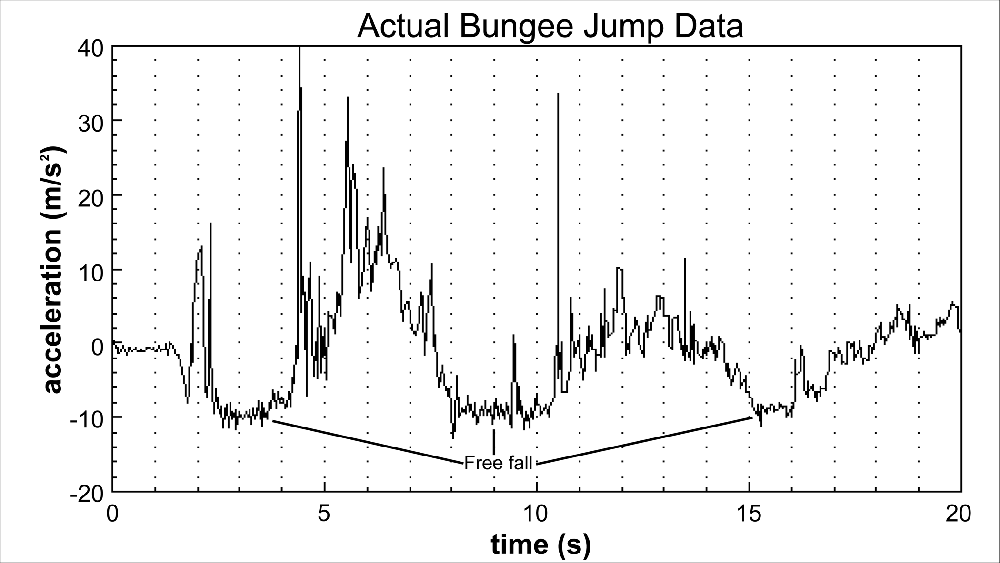 Actual Bungee Jump Data
40
30
20
10
0
-10
-20
acceleration (m/s²)
Free fall
0 5 10 15 20
time (s)